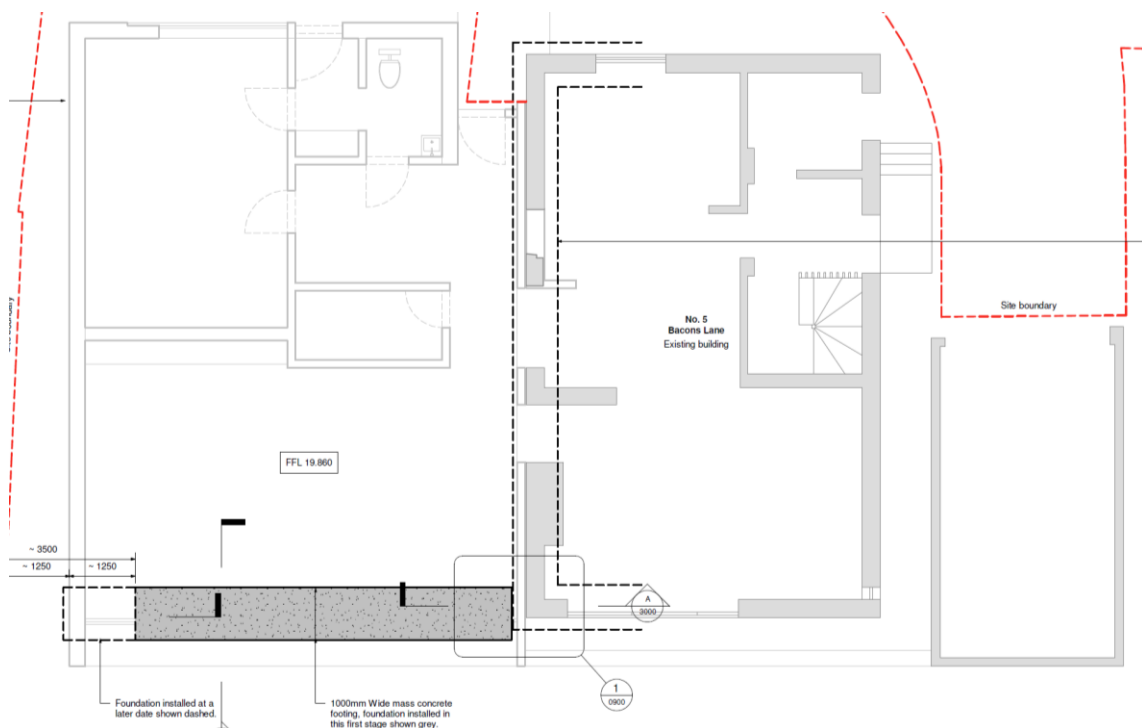 Site boundary
No. 5
Bacons Lane
Existing building
FFL 19.860
~ 3500
~ 1250
~ 1250
A
3000
1
0900
Foundation installed at a
later date shown dashed.
1000mm Wide mass concrete
footing, foundation installed in
this first stage shown grey.